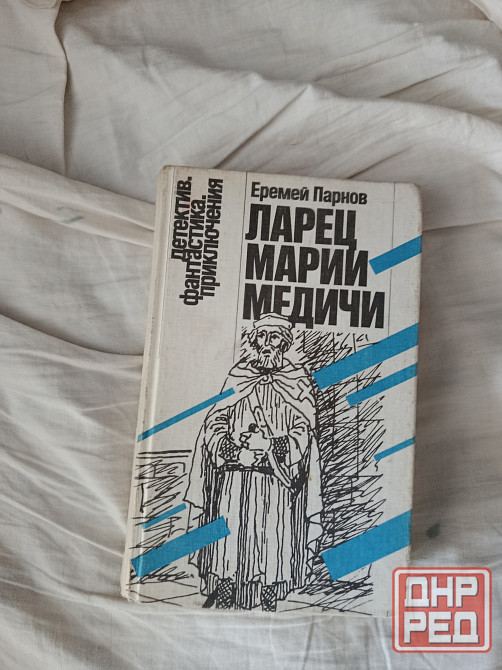 детектив.
фантастика.
приключения
Еремей Парнов
ЛАРЕЦ
МАРИИ
МЕДИЧИ
ДНР
РЕД